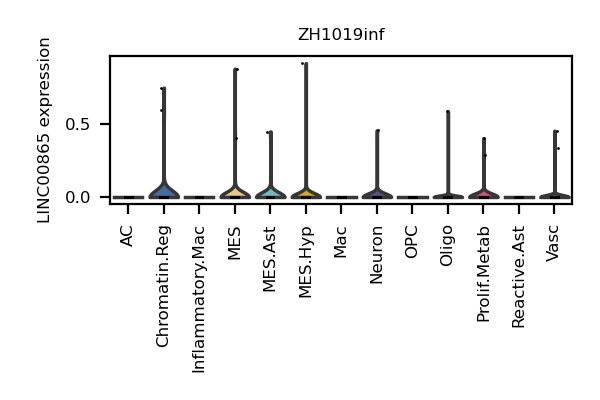 ZH1019inf
LINC00865 expression
0.5
0.0
AC
Chromatin.Reg
Inflammatory.Mac
MES
MES.Ast
MES.Hyp
Mac
Neuron
OPC
Oligo
Prolif.Metab
Reactive.Ast
Vasc